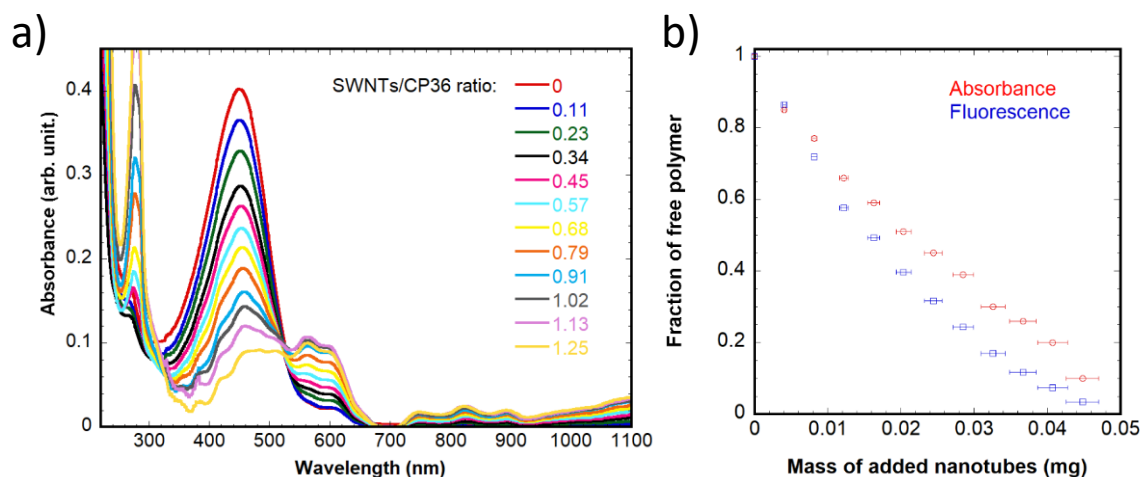 a)
Absorbance (arb. unit.)
0.4
0.3
0.2
0.1
0
SWNTs/CP36 ratio:
0
0.11
0.23
0.34
0.45
0.57
0.68
0.79
0.91
1.02
1.13
1.25
300 400 500 600 700 800 900 1000 1100
Wavelength (nm)
b)
Fraction of free polymer
1
0.8
0.6
0.4
0.2
0
Absorbance
Fluorescence
0 0.01 0.02 0.03 0.04 0.05
Mass of added nanotubes (mg)